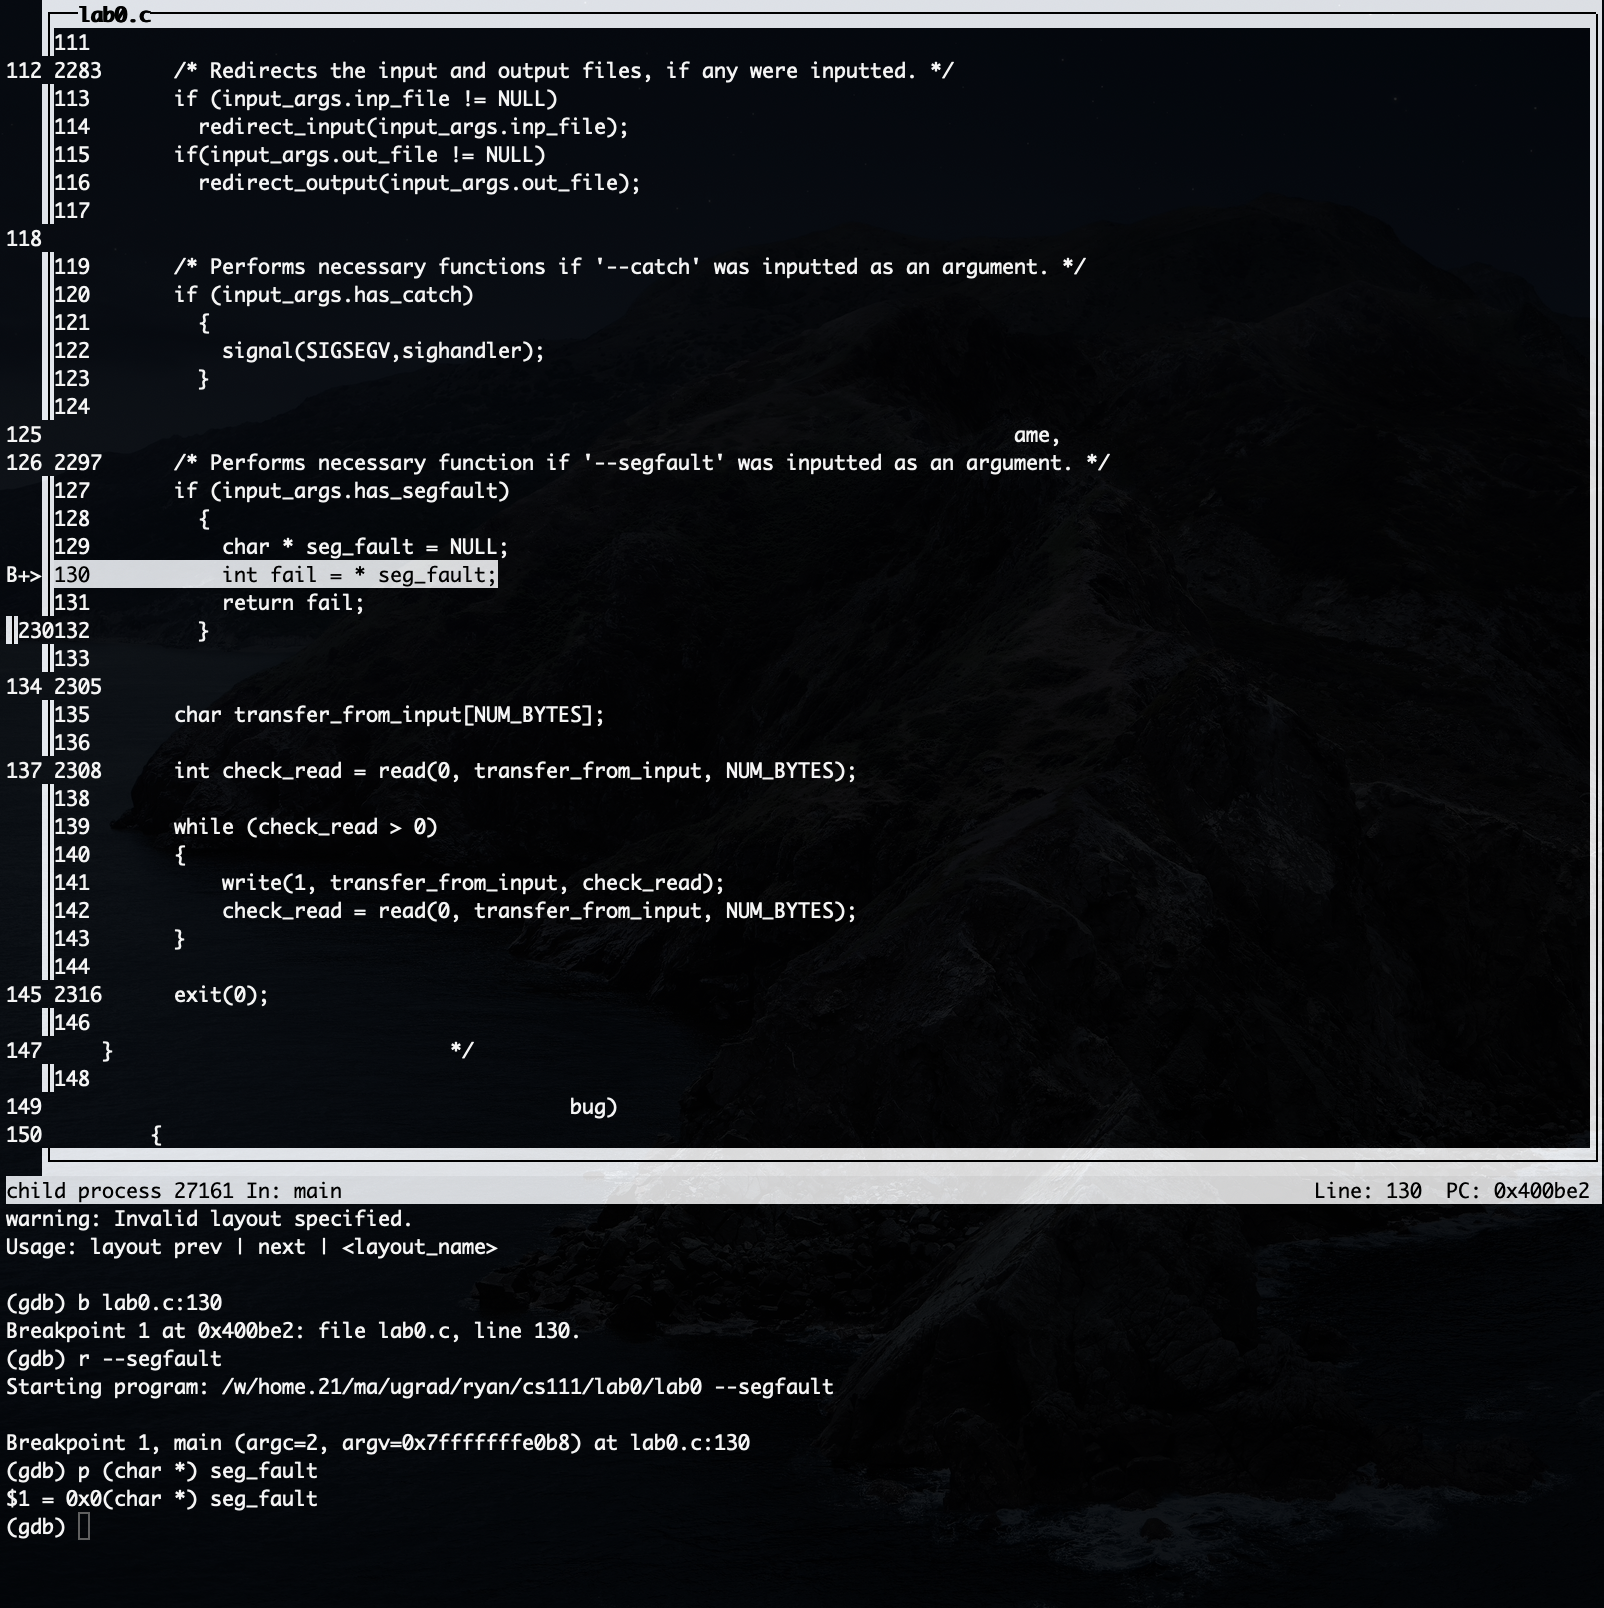 lab0.c
111
112 2283      /* Redirects the input and output files, if any were inputted. */
113       if (input_args.inp_file != NULL)
114         redirect_input(input_args.inp_file);
115       if(input_args.out_file != NULL)
116         redirect_output(input_args.out_file);
117
118
119       /* Performs necessary functions if '--catch' was inputted as an argument. */
120       if (input_args.has_catch)
121         {
122           signal(SIGSEGV,sighandler);
123         }
124
125                                                                                 ame,
126 2297      /* Performs necessary function if '--segfault' was inputted as an argument. */
127       if (input_args.has_segfault)
128         {
129           char * seg_fault = NULL;
B+> 130           int fail = * seg_fault;
131           return fail;
230132         }
133
134 2305
135       char transfer_from_input[NUM_BYTES];
136
137 2308      int check_read = read(0, transfer_from_input, NUM_BYTES);
138
139       while (check_read > 0)
140       {
141           write(1, transfer_from_input, check_read);
142           check_read = read(0, transfer_from_input, NUM_BYTES);
143       }
144
145 2316      exit(0);
146
147     }                            */
148
149                                            bug)
150         {
child process 27161 In: main                    Line: 130  PC: 0x400be2
warning: Invalid layout specified.
Usage: layout prev | next | <layout_name>
(gdb) b lab0.c:130
Breakpoint 1 at 0x400be2: file lab0.c, line 130.
(gdb) r --segfault
Starting program: /w/home.21/ma/ugrad/ryan/cs111/lab0/lab0 --segfault
Breakpoint 1, main (argc=2, argv=0x7fffffffe0b8) at lab0.c:130
(gdb) p (char *) seg_fault
$1 = 0x0(char *) seg_fault
(gdb)